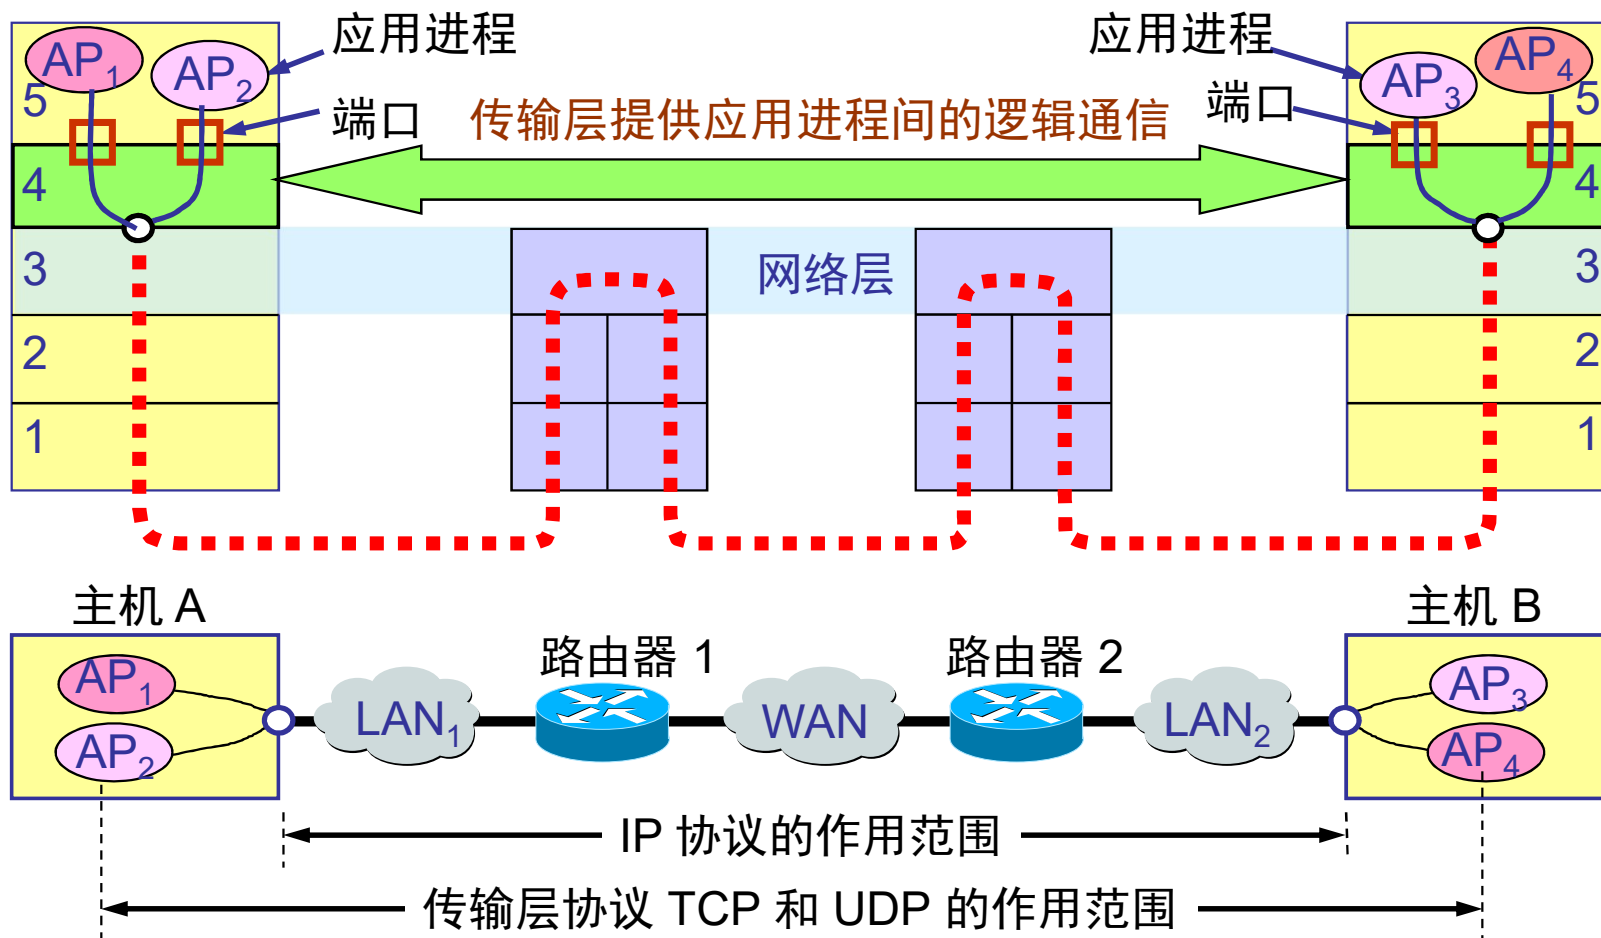 应用进程
应用进程
AP1
AP2
AP3
AP4
5
5
端口
传输层提供应用进程间的逻辑通信
端口
4
4
3
网络层
3
2
2
1
1
主机 A
主机 B
路由器 1
路由器 2
AP1
AP2
LAN1
WAN
LAN2
AP3
AP4
IP 协议的作用范围
传输层协议 TCP 和 UDP 的作用范围